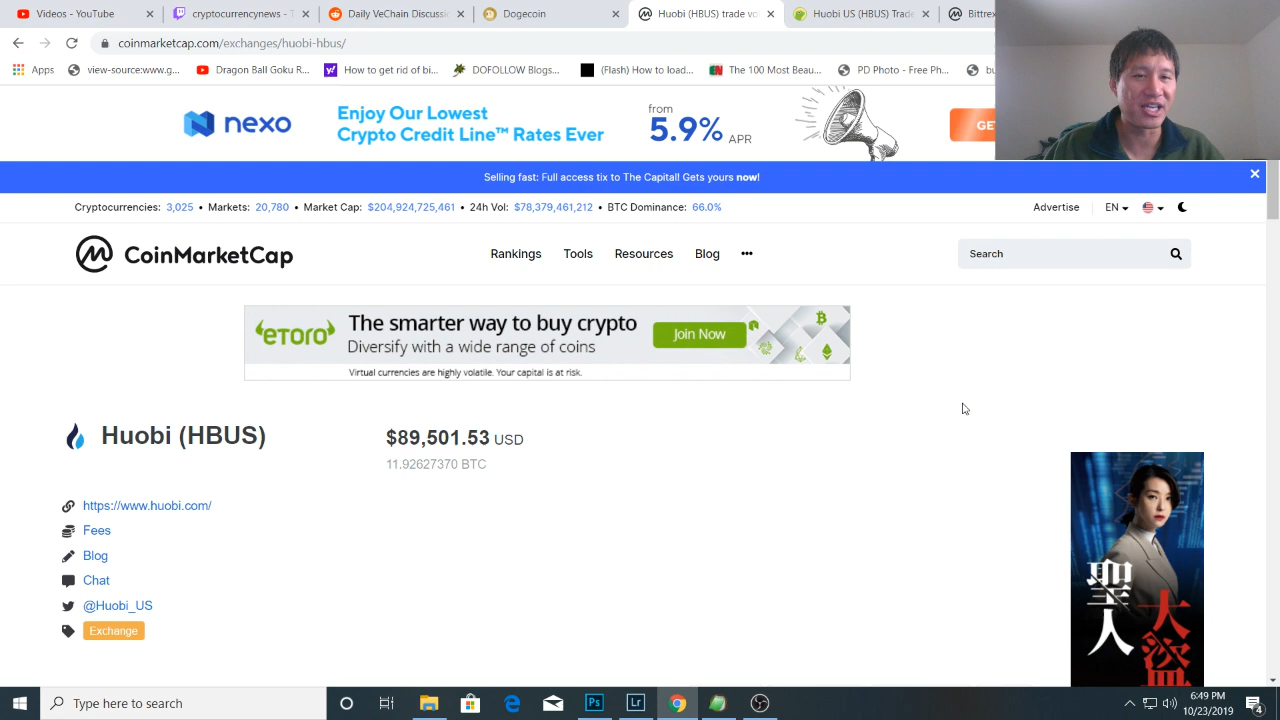 YouTube
cryptocurrencynews - T
Daily VeChain Discussi
Dogecoin
Huobi (HBUS) trade vo
Huobi US (HBUS) Trade
Bittrex
coinmarketcap.com/exchanges/huobi-hbus/
Apps
view-source:www.g...
Dragon Ball Goku R...
How to get rid of bi...
DOFOLLOW Blogs...
(Flash) How to load...
The 100 Most Beau...
PD Photo - Free Ph...
bu
nexo
Enjoy Our Lowest
Crypto Credit Line™ Rates Ever
from
5.9% APR
GE
Selling fast: Full access tix to The Capital! Gets yours now!
Cryptocurrencies: 3,025 • Markets: 20,780 • Market Cap: $204,924,725,461 • 24h Vol: $78,379,461,212 • BTC Dominance: 66.0%
Advertise
EN
CoinMarketCap
Rankings
Tools
Resources
Blog
•••
Search
eTORO
The smarter way to buy crypto
Diversify with a wide range of coins
Join Now
Virtual currencies are highly volatile. Your capital is at risk.
Huobi (HBUS)
$89,501.53 USD
11.92627370 BTC
https://www.huobi.com/
Fees
Blog
Chat
@Huobi_US
Exchange
聖人
大盜
Type here to search
Ps
Lr
6:49 PM
10/23/2019
4